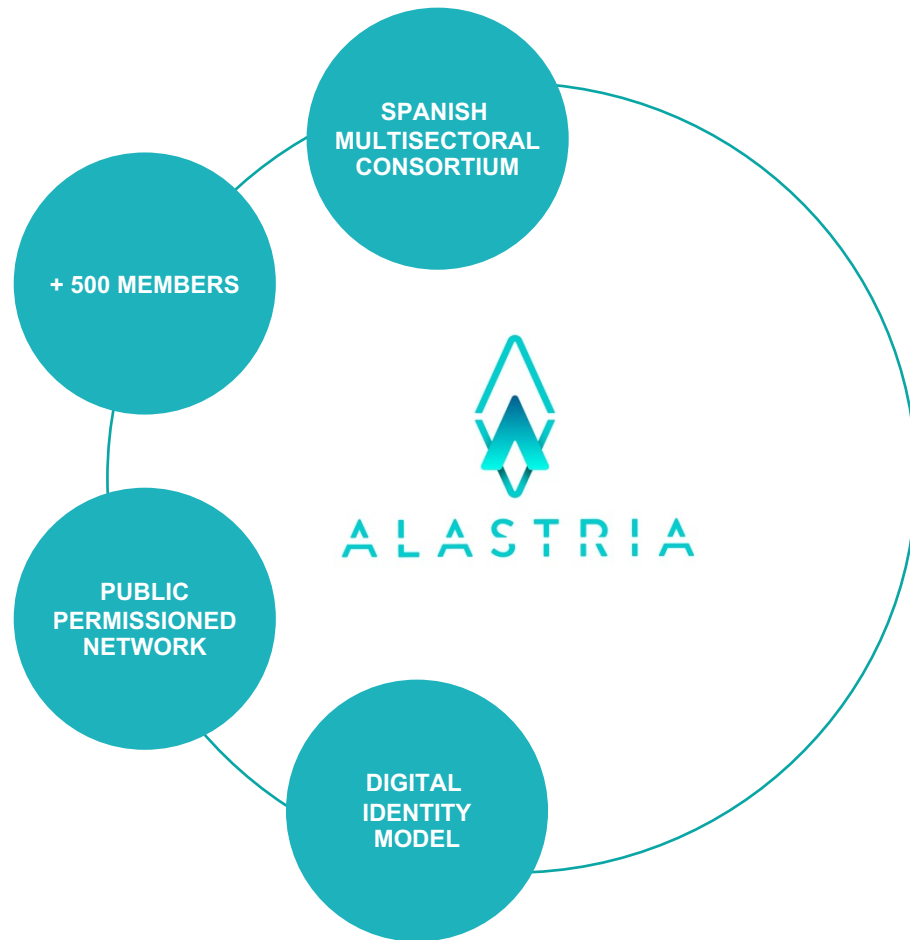 SPANISH
MULTISECTORAL
CONSORTIUM
+ 500 MEMBERS
ALASTRIA
PUBLIC
PERMISSIONED
NETWORK
DIGITAL
IDENTITY
MODEL